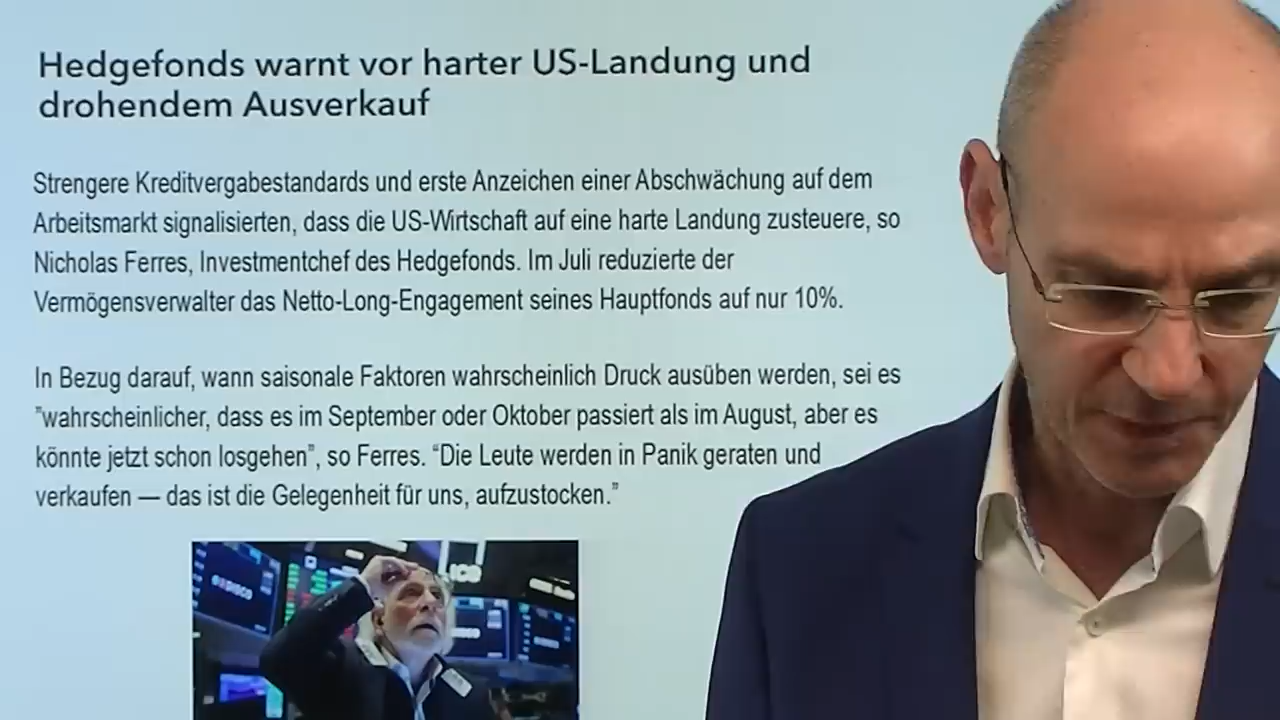 Hedgefonds warnt vor harter US-Landung und
drohendem Ausverkauf
Strengere Kreditvergabestandards und erste Anzeichen einer Abschwächung auf dem
Arbeitsmarkt signalisierten, dass die US-Wirtschaft auf eine harte Landung zusteuere, so
Nicholas Ferres, Investmentchef des Hedgefonds. Im Juli reduzierte der
Vermögensverwalter das Netto-Long-Engagement seines Hauptfonds auf nur 10%.
In Bezug darauf, wann saisonale Faktoren wahrscheinlich Druck ausüben werden, sei es
"wahrscheinlicher, dass es im September oder Oktober passiert als im August, aber es
könnte jetzt schon losgehen", so Ferres. “Die Leute werden in Panik geraten und
verkaufen — das ist die Gelegenheit für uns, aufzustocken.”